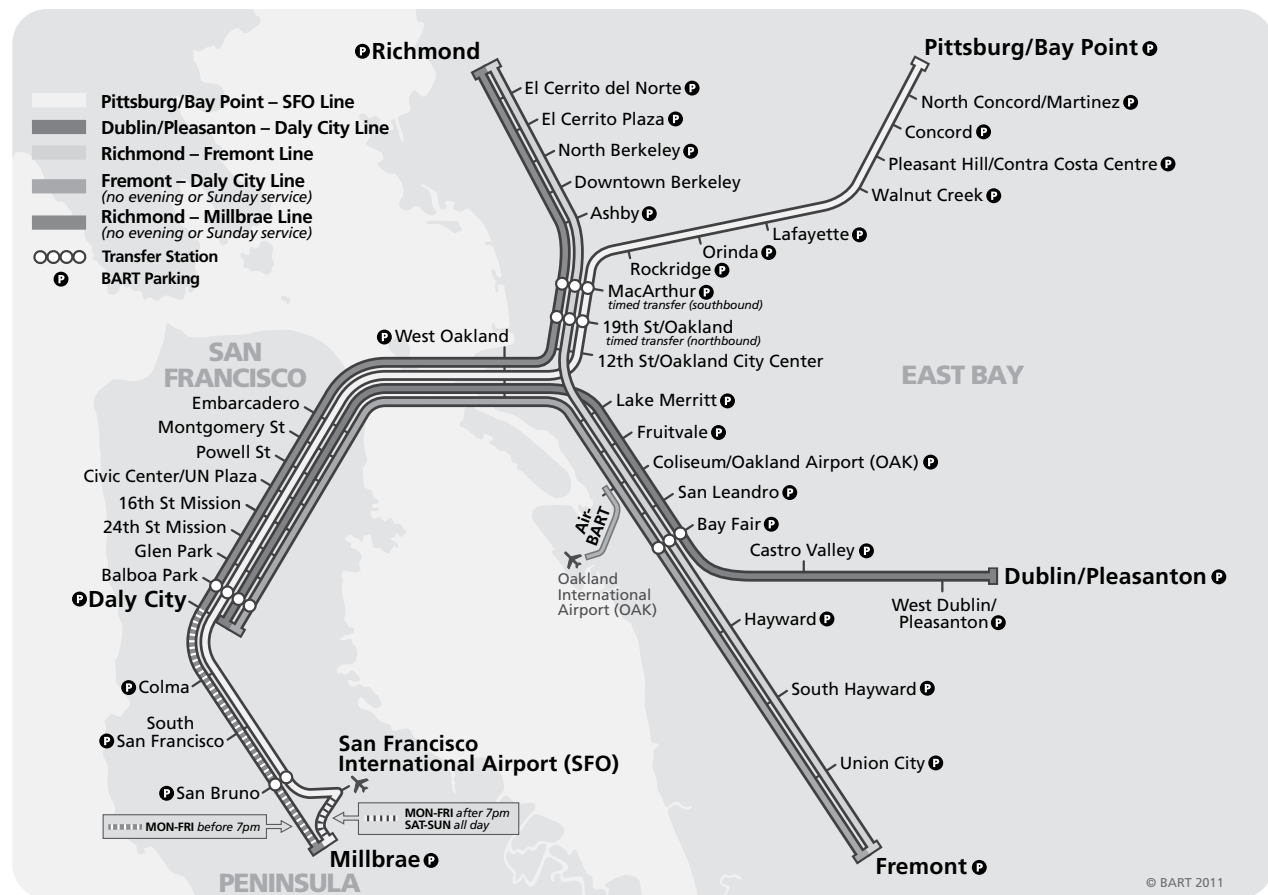 Richmond
Pittsburg/Bay Point
El Cerrito del Norte
North Concord/Martinez
Pittsburg/Bay Point – SFO Line
El Cerrito Plaza
Concord
Dublin/Pleasanton – Daly City Line
North Berkeley
Pleasant Hill/Contra Costa Centre
Richmond – Fremont Line
Downtown Berkeley
Walnut Creek
Fremont – Daly City Line
(no evening or Sunday service)
Ashby
Richmond – Millbrae Line
(no evening or Sunday service)
Lafayette
Orinda
Transfer Station
Rockridge
P BART Parking
MacArthur
timed transfer (southbound)
19th St/Oakland
timed transfer (northbound)
West Oakland
12th St/Oakland City Center
SAN
FRANCISCO
EAST BAY
Embarcadero
Lake Merritt
Montgomery St
Fruitvale
Powell St
Coliseum/Oakland Airport (OAK)
Civic Center/UN Plaza
San Leandro
16th St Mission
Air-
BART
24th St Mission
Bay Fair
Glen Park
Castro Valley
Balboa Park
Oakland
International
Airport (OAK)
Dublin/Pleasanton
Daly City
West Dublin/
Pleasanton
Hayward
Colma
South Hayward
South
San Francisco
San Francisco
International Airport (SFO)
Union City
San Bruno
MON-FRI before 7pm
MON-FRI after 7pm
SAT-SUN all day
Millbrae
Fremont
PENINSULA
© BART 2011